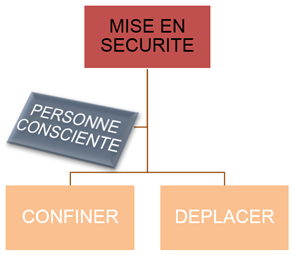 MISE EN
SECURITE
PERSONNE
CONSCIENTE
CONFINER
DEPLACER